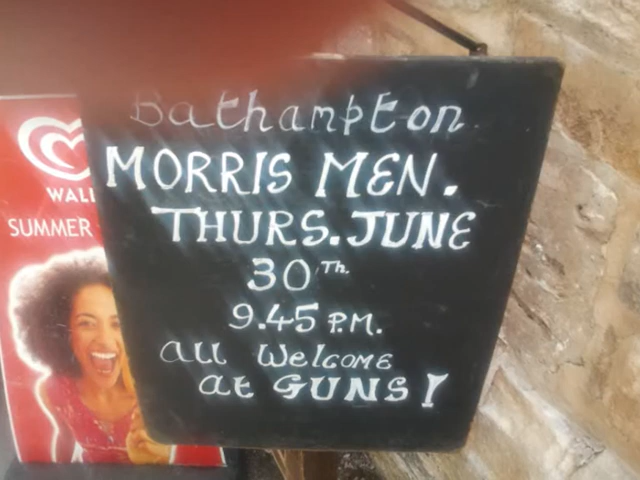 Bathampton
MORRIS MEN.
THURS. JUNE
30Th.
9.45 P.M.
All Welcome
at GUNS!
WALL
SUMMER